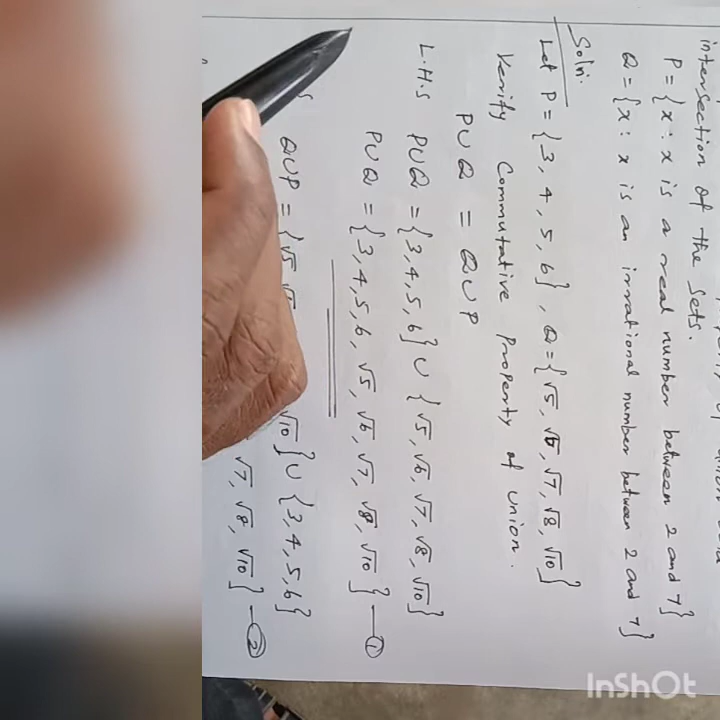 intersection of the sets.
P = {x : x is a real number between 2 and 7}
Q = {x : x is an irrational number between 2 and 7}
Soln.
Let P = {3, 4, 5, 6}, Q = {√5, √6, √7, √8, √10}
Verify Commutative Property of Union.
P∪Q = Q∪P
L.H.S P∪Q = {3, 4, 5, 6} ∪ {√5, √6, √7, √8, √10}
P∪Q = {3, 4, 5, 6, √5, √6, √7, √8, √10} — ①
Q∪P = {√5 √10} ∪ {3, 4, 5, 6}
√7, √8, √10} — ②
InShOt